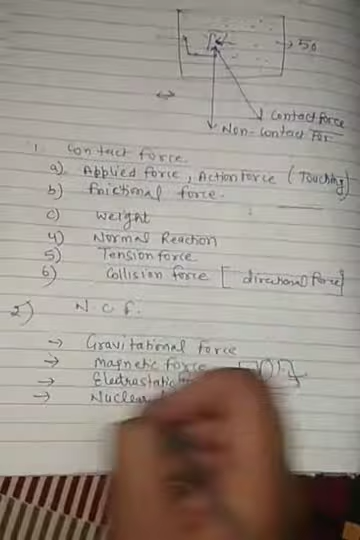 → 50
Contact force
Non-Contact For
1. Contact force
a) Applied force, Action force (Touching)
b) frictional force.
c) Weight
4) Normal Reaction
5) Tension force
6) Collision force [directional force]
2) N.C.F.
→ Gravitational force
→ Magnetic force
→ Electrostatic
→ Nuclear